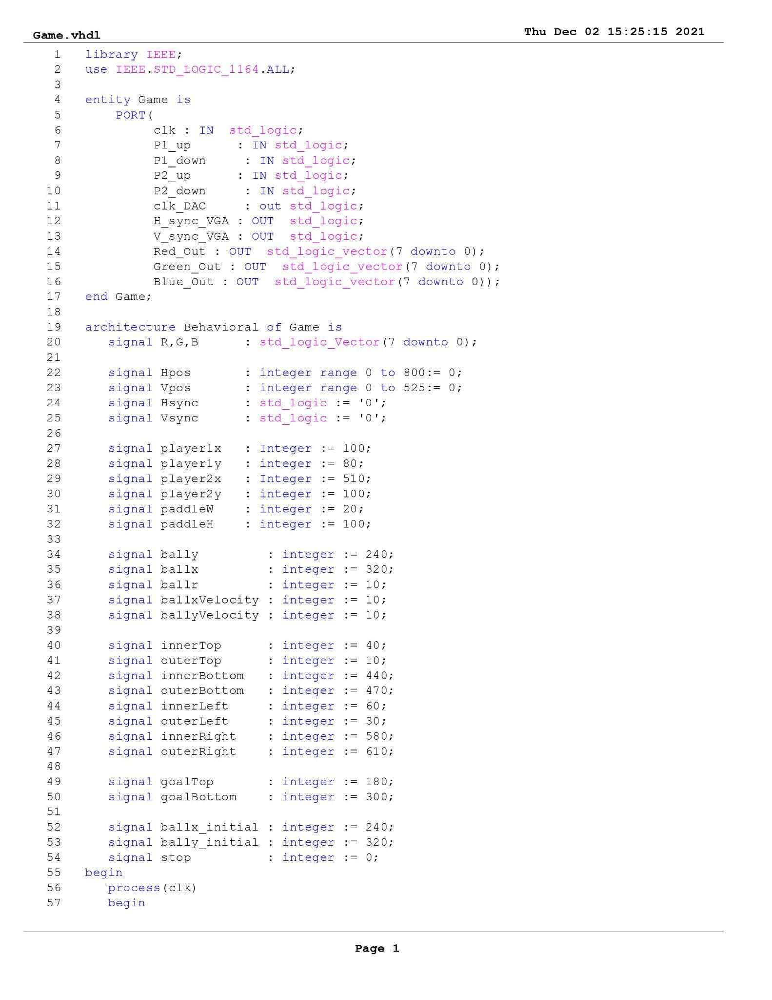 Game.vhdl Thu Dec 02 15:25:15 2021
1 library IEEE;
2 use IEEE.STD_LOGIC_1164.ALL;
3
4 entity Game is
5 PORT(
6 clk : IN std_logic;
7 P1_up : IN std_logic;
8 P1_down : IN std_logic;
9 P2_up : IN std_logic;
10 P2_down : IN std_logic;
11 clk_DAC : out std_logic;
12 H_sync_VGA : OUT std_logic;
13 V_sync_VGA : OUT std_logic;
14 Red_Out : OUT std_logic_vector(7 downto 0);
15 Green_Out : OUT std_logic_vector(7 downto 0);
16 Blue_Out : OUT std_logic_vector(7 downto 0));
17 end Game;
18
19 architecture Behavioral of Game is
20 signal R,G,B : std_logic_Vector(7 downto 0);
21
22 signal Hpos : integer range 0 to 800:= 0;
23 signal Vpos : integer range 0 to 525:= 0;
24 signal Hsync : std_logic := '0';
25 signal Vsync : std_logic := '0';
26
27 signal player1x : Integer := 100;
28 signal player1y : integer := 80;
29 signal player2x : Integer := 510;
30 signal player2y : integer := 100;
31 signal paddleW : integer := 20;
32 signal paddleH : integer := 100;
33
34 signal bally : integer := 240;
35 signal ballx : integer := 320;
36 signal ballr : integer := 10;
37 signal ballxVelocity : integer := 10;
38 signal ballyVelocity : integer := 10;
39
40 signal innerTop : integer := 40;
41 signal outerTop : integer := 10;
42 signal innerBottom : integer := 440;
43 signal outerBottom : integer := 470;
44 signal innerLeft : integer := 60;
45 signal outerLeft : integer := 30;
46 signal innerRight : integer := 580;
47 signal outerRight : integer := 610;
48
49 signal goalTop : integer := 180;
50 signal goalBottom : integer := 300;
51
52 signal ballx_initial : integer := 240;
53 signal bally_initial : integer := 320;
54 signal stop : integer := 0;
55 begin
56 process(clk)
57 begin
Page 1